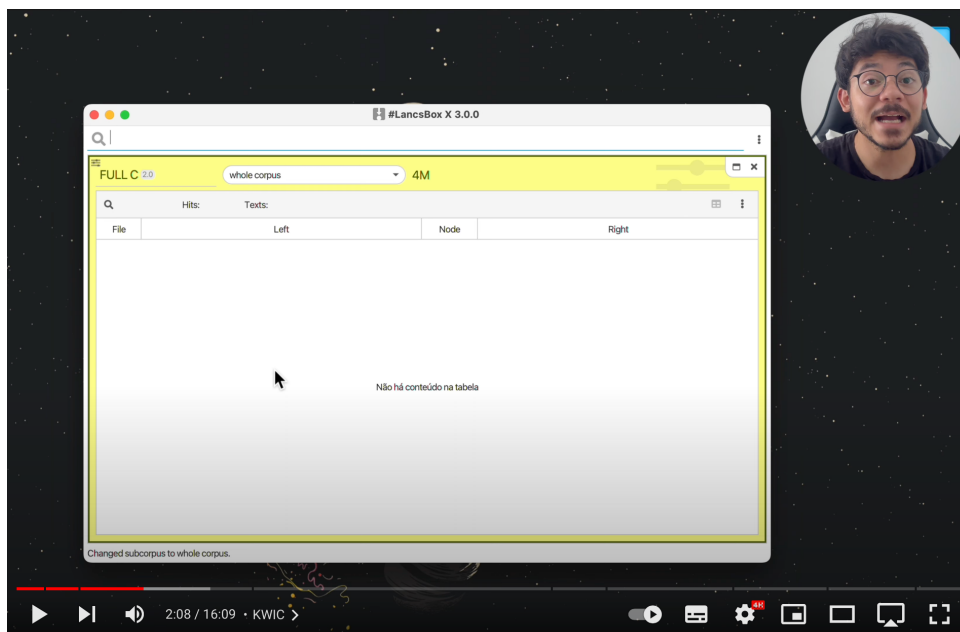 #LancsBox X 3.0.0
FULL C 2.0 whole corpus 4M
Hits: Texts:
File Left Node Right
Não há conteúdo na tabela
Changed subcorpus to whole corpus.
2:08 / 16:09 • KWIC
4K